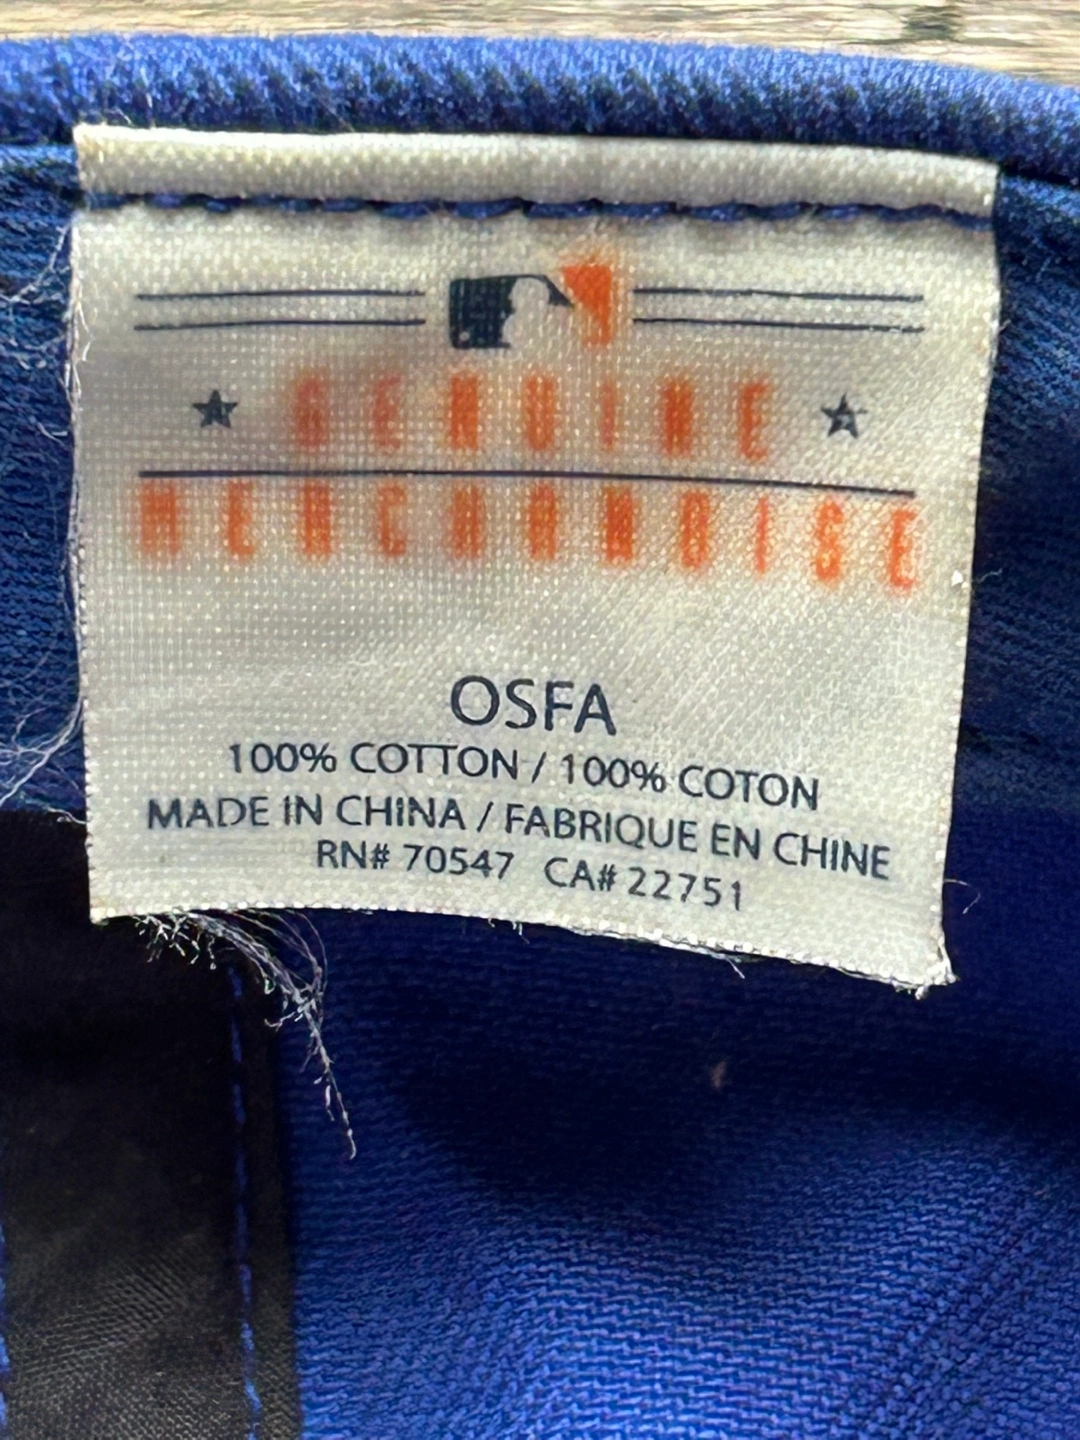 GENUINE
MERCHANDISE
OSFA
100% COTTON / 100% COTON
MADE IN CHINA / FABRIQUE EN CHINE
RN# 70547 CA# 22751